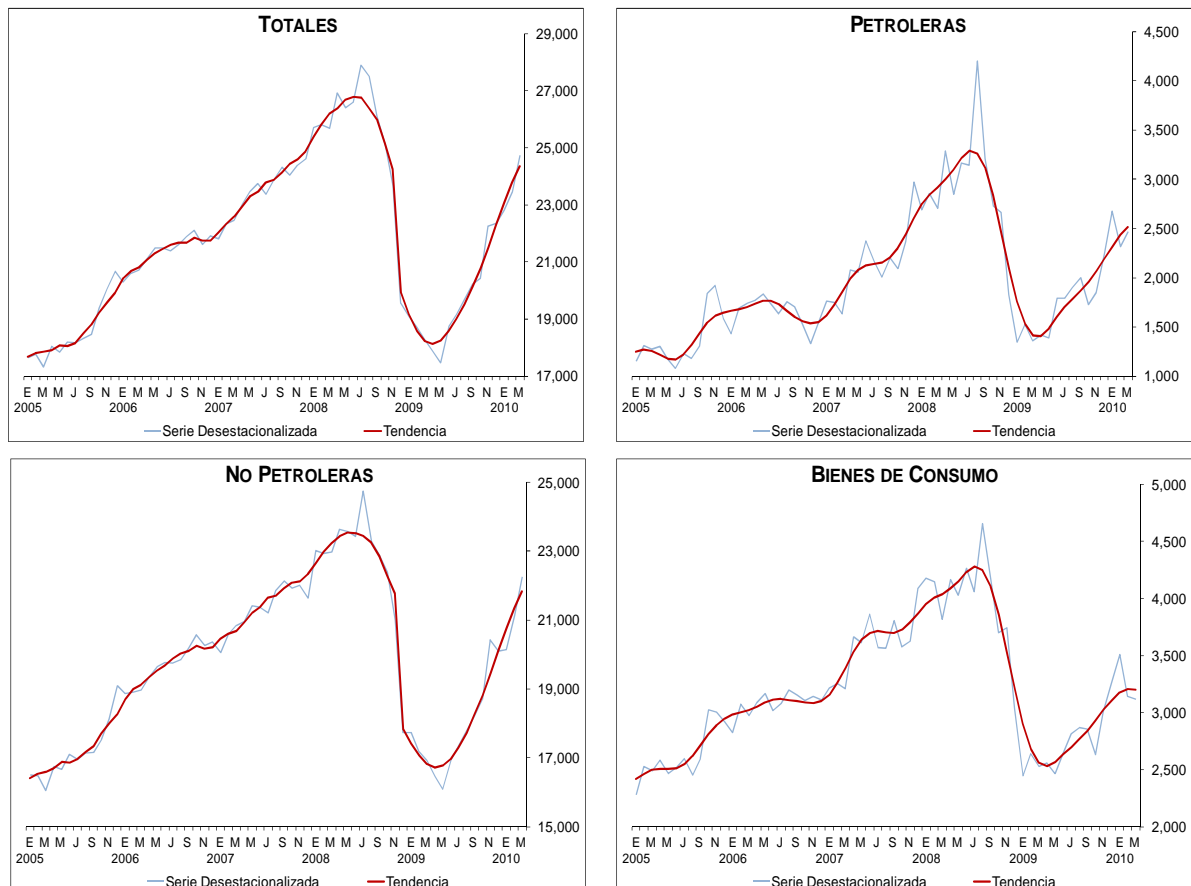 TOTALES
29,000
27,000
25,000
23,000
21,000
19,000
17,000
E M M J S N E M M J S N E M M J S N E M M J S N E M M J S N E M
2005 2006 2007 2008 2009 2010
Serie Desestacionalizada Tendencia
PETROLERAS
4,500
4,000
3,500
3,000
2,500
2,000
1,500
1,000
E M M J S N E M M J S N E M M J S N E M M J S N E M M J S N E M
2005 2006 2007 2008 2009 2010
Serie Desestacionalizada Tendencia
NO PETROLERAS
25,000
23,000
21,000
19,000
17,000
15,000
E M M J S N E M M J S N E M M J S N E M M J S N E M M J S N E M
2005 2006 2007 2008 2009 2010
Serie Desestacionalizada Tendencia
BIENES DE CONSUMO
5,000
4,500
4,000
3,500
3,000
2,500
2,000
E M M J S N E M M J S N E M M J S N E M M J S N E M M J S N E M
2005 2006 2007 2008 2009 2010
Serie Desestacionalizada Tendencia